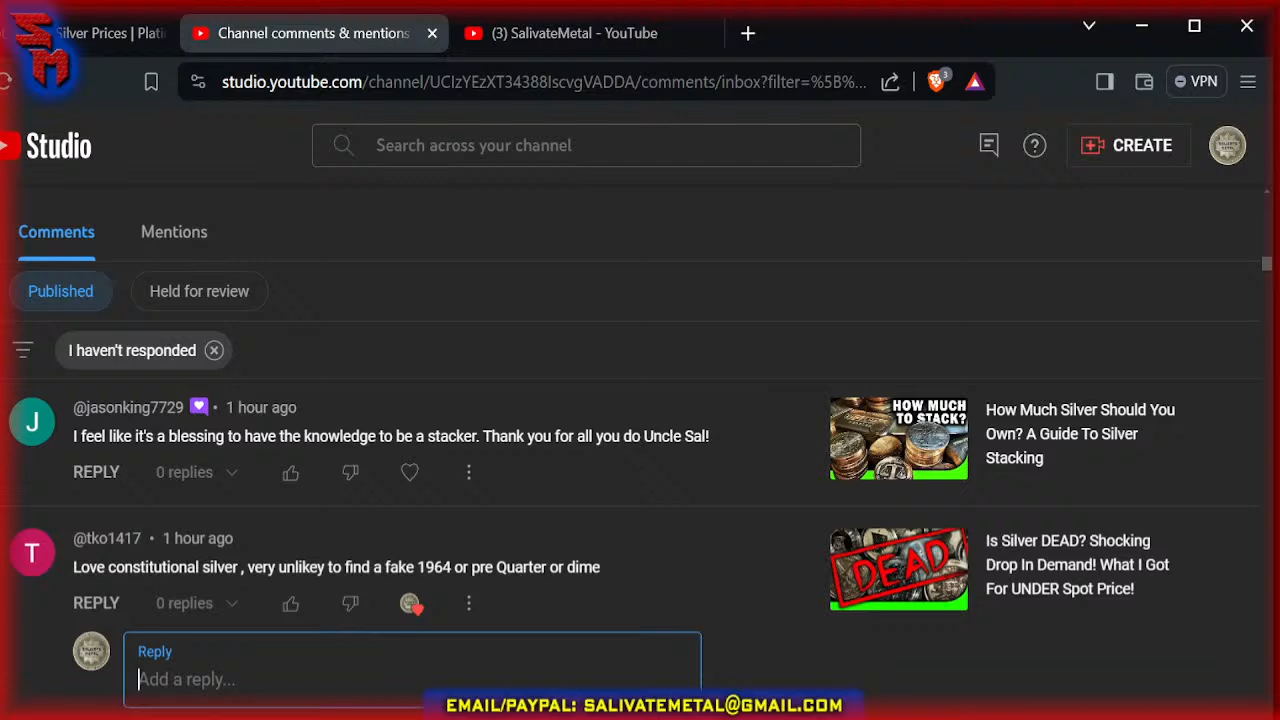 SM
Silver Prices | Plati
Channel comments & mentions
(3) SalivateMetal - YouTube
studio.youtube.com/channel/UCIzYEzXT34388IscvgVADDA/comments/inbox?filter=%5B%...
3
VPN
Studio
Search across your channel
CREATE
Comments
Mentions
Published
Held for review
I haven't responded
J
@jasonking7729 • 1 hour ago
I feel like it's a blessing to have the knowledge to be a stacker. Thank you for all you do Uncle Sal!
REPLY
0 replies
HOW MUCH
TO STACK?
How Much Silver Should You
Own? A Guide To Silver
Stacking
T
@tko1417 • 1 hour ago
Love constitutional silver , very unlikey to find a fake 1964 or pre Quarter or dime
REPLY
0 replies
DEAD
Is Silver DEAD? Shocking
Drop In Demand! What I Got
For UNDER Spot Price!
Reply
Add a reply...
EMAIL/PAYPAL: SALIVATEMETAL@GMAIL.COM